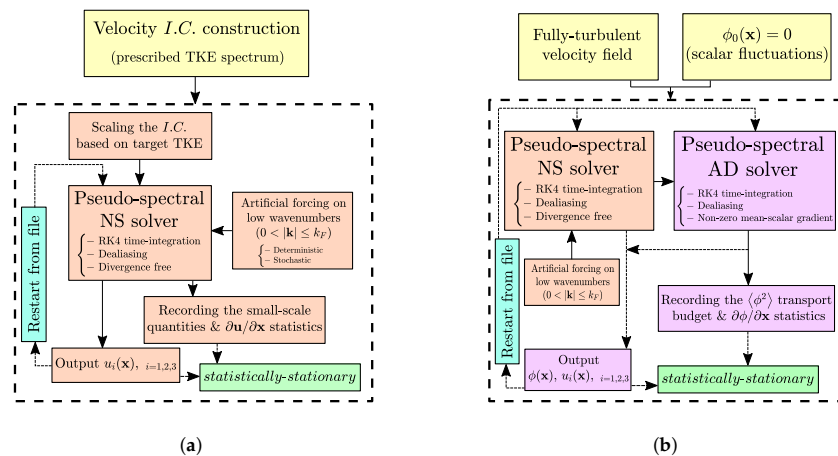 Velocity I.C. construction
(prescribed TKE spectrum)
Scaling the I.C.
based on target TKE
Pseudo-spectral
NS solver
– RK4 time-integration
– Dealiasing
– Divergence free
Artificial forcing on
low wavenumbers
(0 < |k| ≤ k_F)
– Deterministic
– Stochastic
Restart from file
Recording the small-scale
quantities & ∂u/∂x statistics
Output u_i(x), i=1,2,3
statistically-stationary
(a)
Fully-turbulent
velocity field
ϕ_0(x) = 0
(scalar fluctuations)
Pseudo-spectral
NS solver
– RK4 time-integration
– Dealiasing
– Divergence free
Pseudo-spectral
AD solver
– RK4 time-integration
– Dealiasing
– Non-zero mean-scalar gradient
Artificial forcing on
low wavenumbers
(0 < |k| ≤ k_F)
Restart from file
Recording the ⟨ϕ²⟩ transport
budget & ∂ϕ/∂x statistics
Output
ϕ(x), u_i(x), i=1,2,3
statistically-stationary
(b)